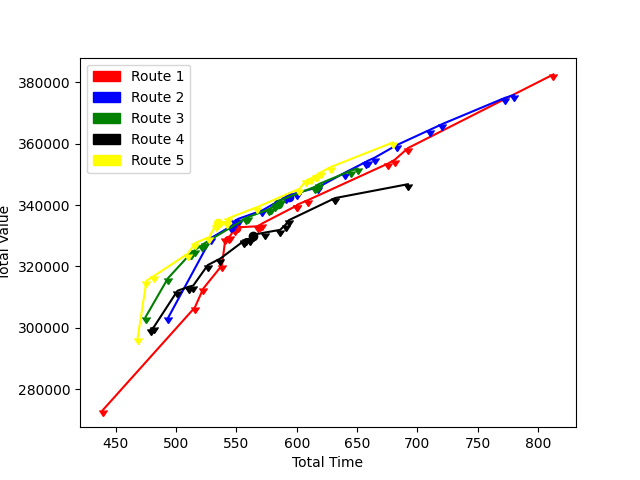 380000
360000
340000
320000
300000
280000
Total Value
450 500 550 600 650 700 750 800
Total Time
Route 1
Route 2
Route 3
Route 4
Route 5